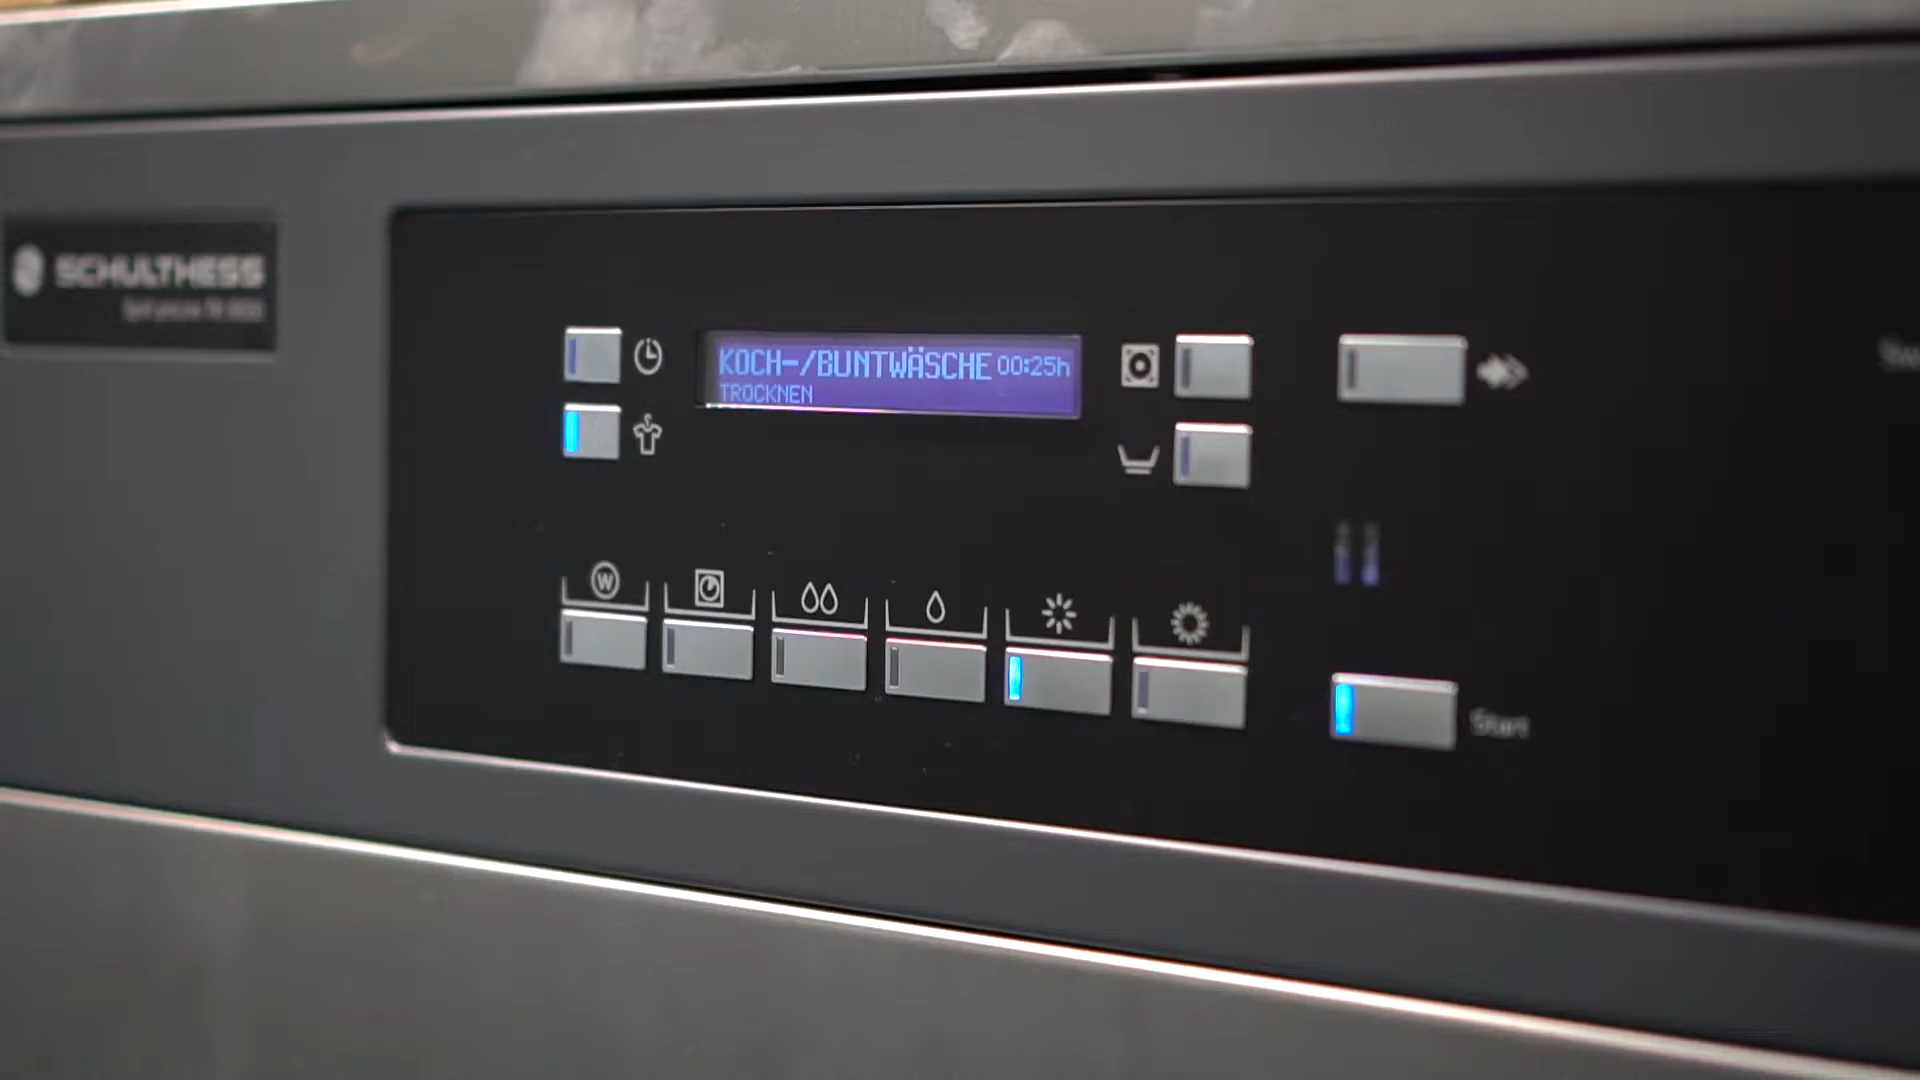 SCHULTHESS
KOCH-/BUNTWÄSCHE 00:25h
TROCKNEN
W
Start